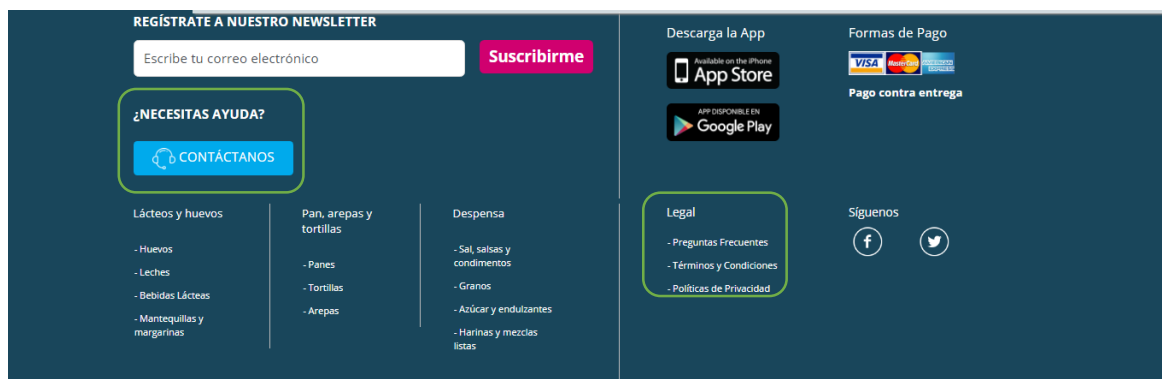 REGÍSTRATE A NUESTRO NEWSLETTER
Escribe tu correo electrónico
Suscribirme
¿NECESITAS AYUDA?
CONTÁCTANOS
Descarga la App
Available on the iPhone
App Store
APP DISPONIBLE EN
Google Play
Formas de Pago
VISA
MasterCard
AMERICAN
EXPRESS
Pago contra entrega
Lácteos y huevos
- Huevos
- Leches
- Bebidas Lácteas
- Mantequillas y
margarinas
Pan, arepas y
tortillas
- Panes
- Tortillas
- Arepas
Despensa
- Sal, salsas y
condimentos
- Granos
- Azúcar y endulzantes
- Harinas y mezclas
listas
Legal
- Preguntas Frecuentes
- Términos y Condiciones
- Políticas de Privacidad
Síguenos